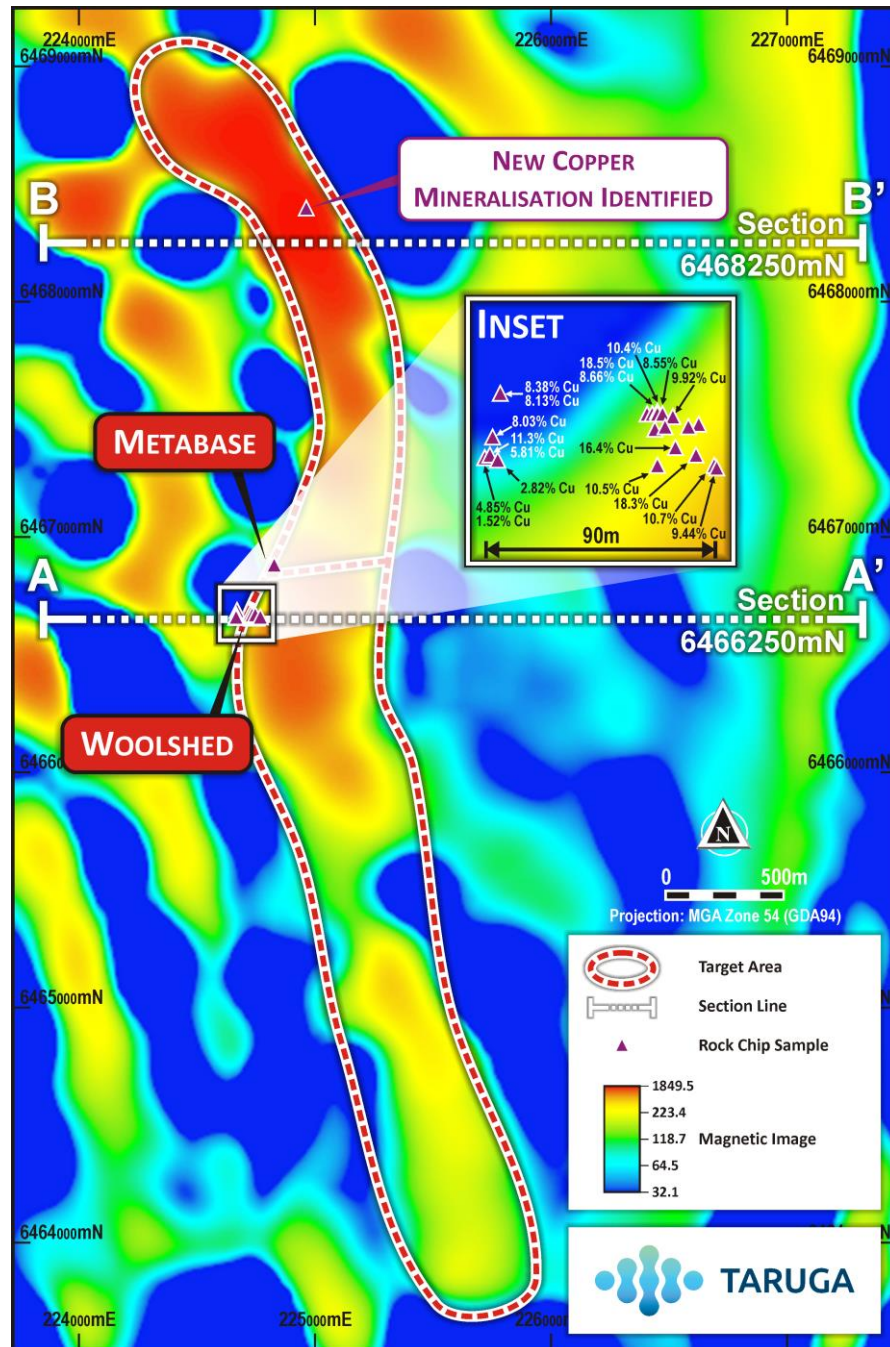 224000mE
226000mE
227000mE
6469000mN
6469000mN
NEW COPPER
MINERALISATION IDENTIFIED
B
B'
Section
6468250mN
6468000mN
6468000mN
INSET
10.4% Cu
18.5% Cu
8.55% Cu
8.66% Cu
9.92% Cu
8.38% Cu
8.13% Cu
8.03% Cu
11.3% Cu
5.81% Cu
16.4% Cu
2.82% Cu
10.5% Cu
18.3% Cu
4.85% Cu
1.52% Cu
10.7% Cu
9.44% Cu
90m
METABASE
6467000mN
6467000mN
A
A'
Section
6466250mN
WOOLSHED
6466000mN
6466000mN
N
0 500m
Projection: MGA Zone 54 (GDA94)
Target Area
Section Line
Rock Chip Sample
1849.5
223.4
118.7
64.5
32.1
Magnetic Image
6465000mN
6464000mN
TARUGA
224000mE
225000mE
226000mE